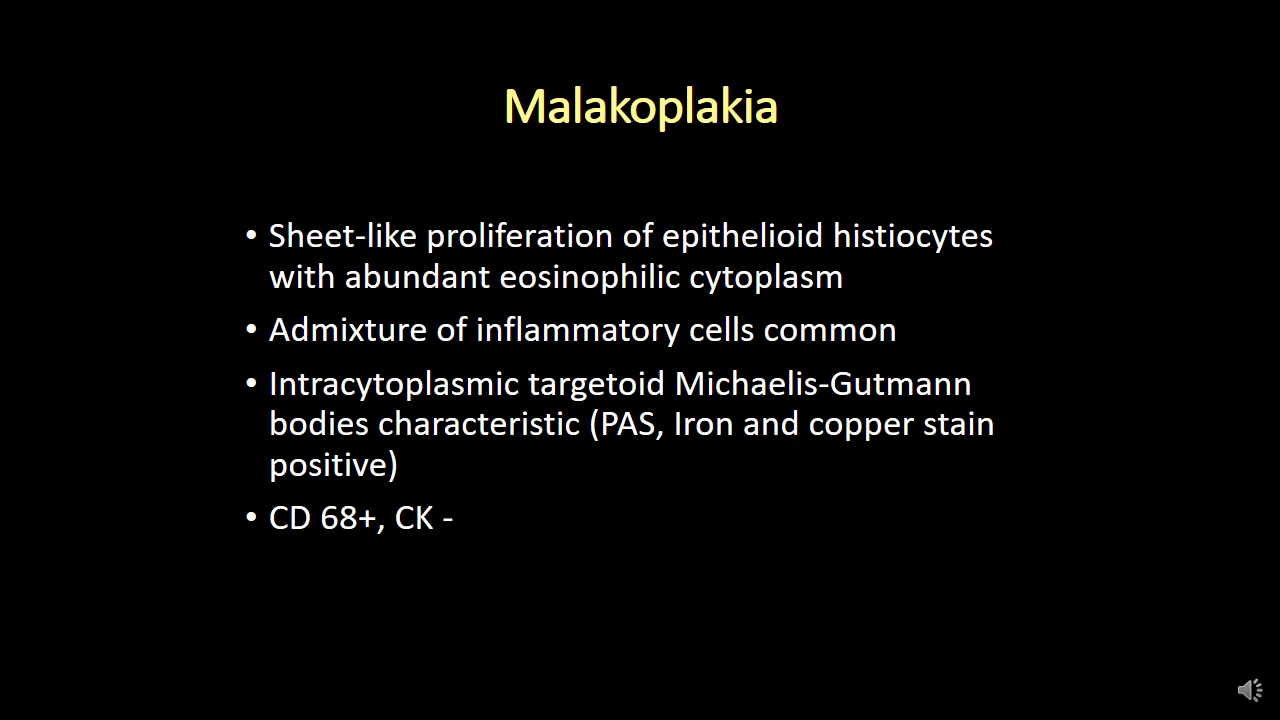 Malakoplakia
• Sheet-like proliferation of epithelioid histiocytes
with abundant eosinophilic cytoplasm
• Admixture of inflammatory cells common
• Intracytoplasmic targetoid Michaelis-Gutmann
bodies characteristic (PAS, Iron and copper stain
positive)
• CD 68+, CK -